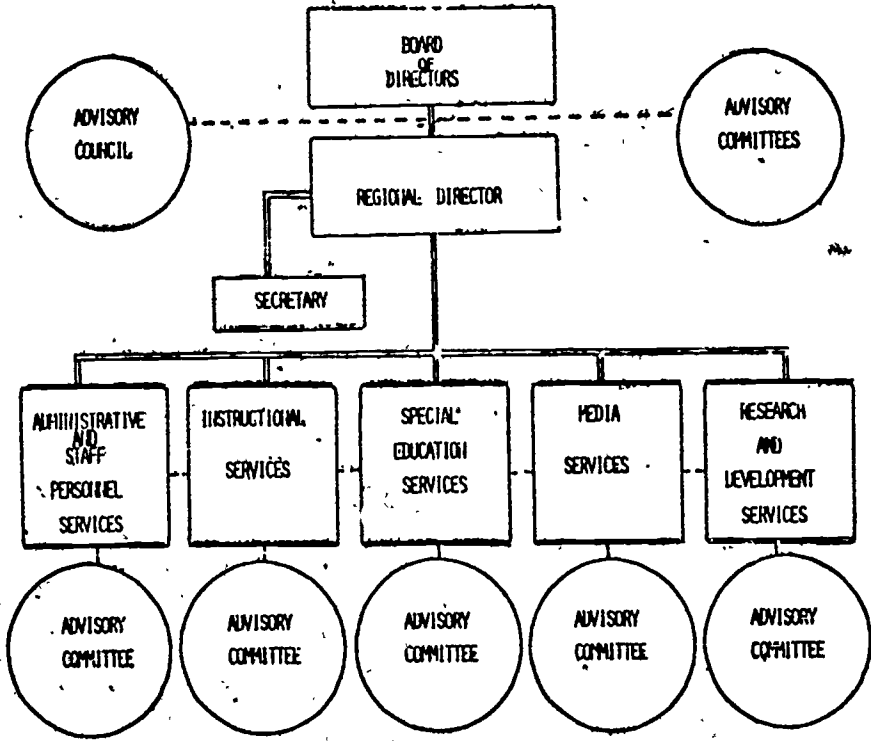 BOARD
OF
DIRECTORS
ADVISORY
COUNCIL
ADVISORY
COMMITTEES
REGIONAL DIRECTOR
SECRETARY
ADMINISTRATIVE
AND
STAFF
PERSONNEL
SERVICES
INSTRUCTIONAL
SERVICES
SPECIAL
EDUCATION
SERVICES
MEDIA
SERVICES
RESEARCH
AND
DEVELOPMENT
SERVICES
ADVISORY
COMMITTEE
ADVISORY
COMMITTEE
ADVISORY
COMMITTEE
ADVISORY
COMMITTEE
ADVISORY
COMMITTEE